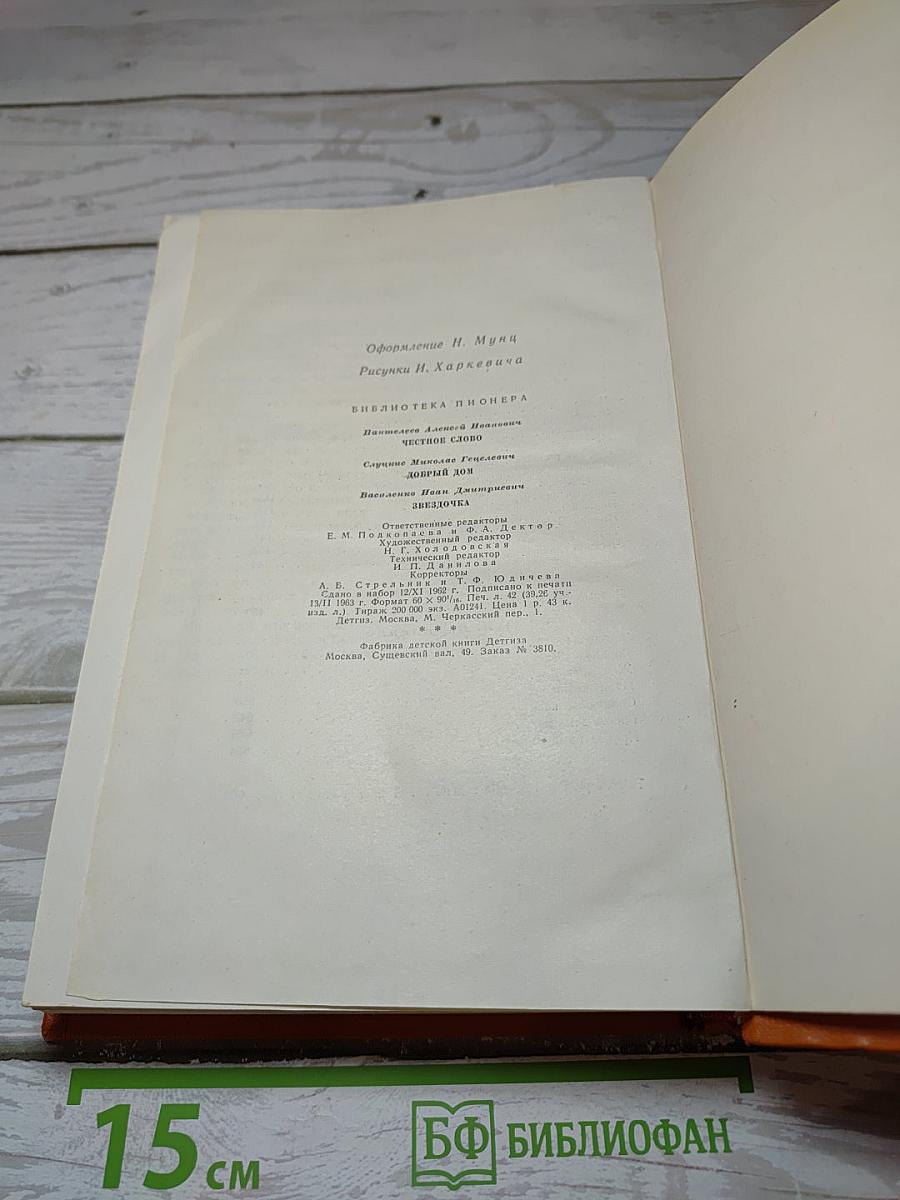 Оформление Н. Мунц
Рисунки И. Харкевича
БИБЛИОТЕКА ПИОНЕРА
Пантелеев Алексей Иванович
ЧЕСТНОЕ СЛОВО
Слуцкис Миколас Гецелевич
ДОБРЫЙ ДОМ
Василенко Иван Дмитриевич
ЗВЕЗДОЧКА
Ответственные редакторы
Е. М. Подкопаева и Ф. А. Дектор.
Художественный редактор
Н. Г. Холодовская
Технический редактор
И. П. Данилова
Корректоры
А. Б. Стрельник и Т. Ф. Юдичева
Сдано в набор 12/XI 1962 г. Подписано к печати
13/II 1963 г. Формат 60 × 90¹/₁₆. Печ. л. 42 (39,26 уч.-
изд. л.). Тираж 200 000 экз. А01241. Цена 1 р. 43 к.
Детгиз. Москва, М. Черкасский пер., 1.
* * *
Фабрика детской книги Детгиза
Москва, Сущевский вал, 49. Заказ № 3810.
15 см
БФ БИБЛИОФАН